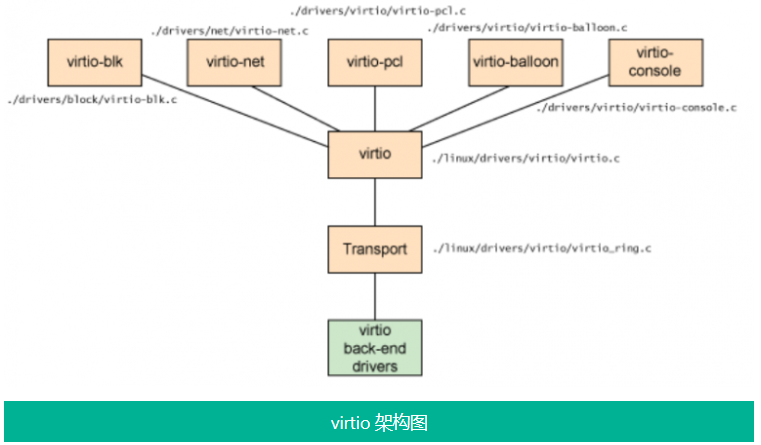 ./drivers/virtio/virtio-pcl.c
./drivers/net/virtio-net.c
./drivers/virtio/virtio-balloon.c
virtio-blk
virtio-net
virtio-pcl
virtio-balloon
virtio-
console
./drivers/block/virtio-blk.c
./drivers/virtio/virtio-console.c
virtio
./linux/drivers/virtio/virtio.c
Transport
./linux/drivers/virtio/virtio_ring.c
virtio
back-end
drivers
virtio 架构图